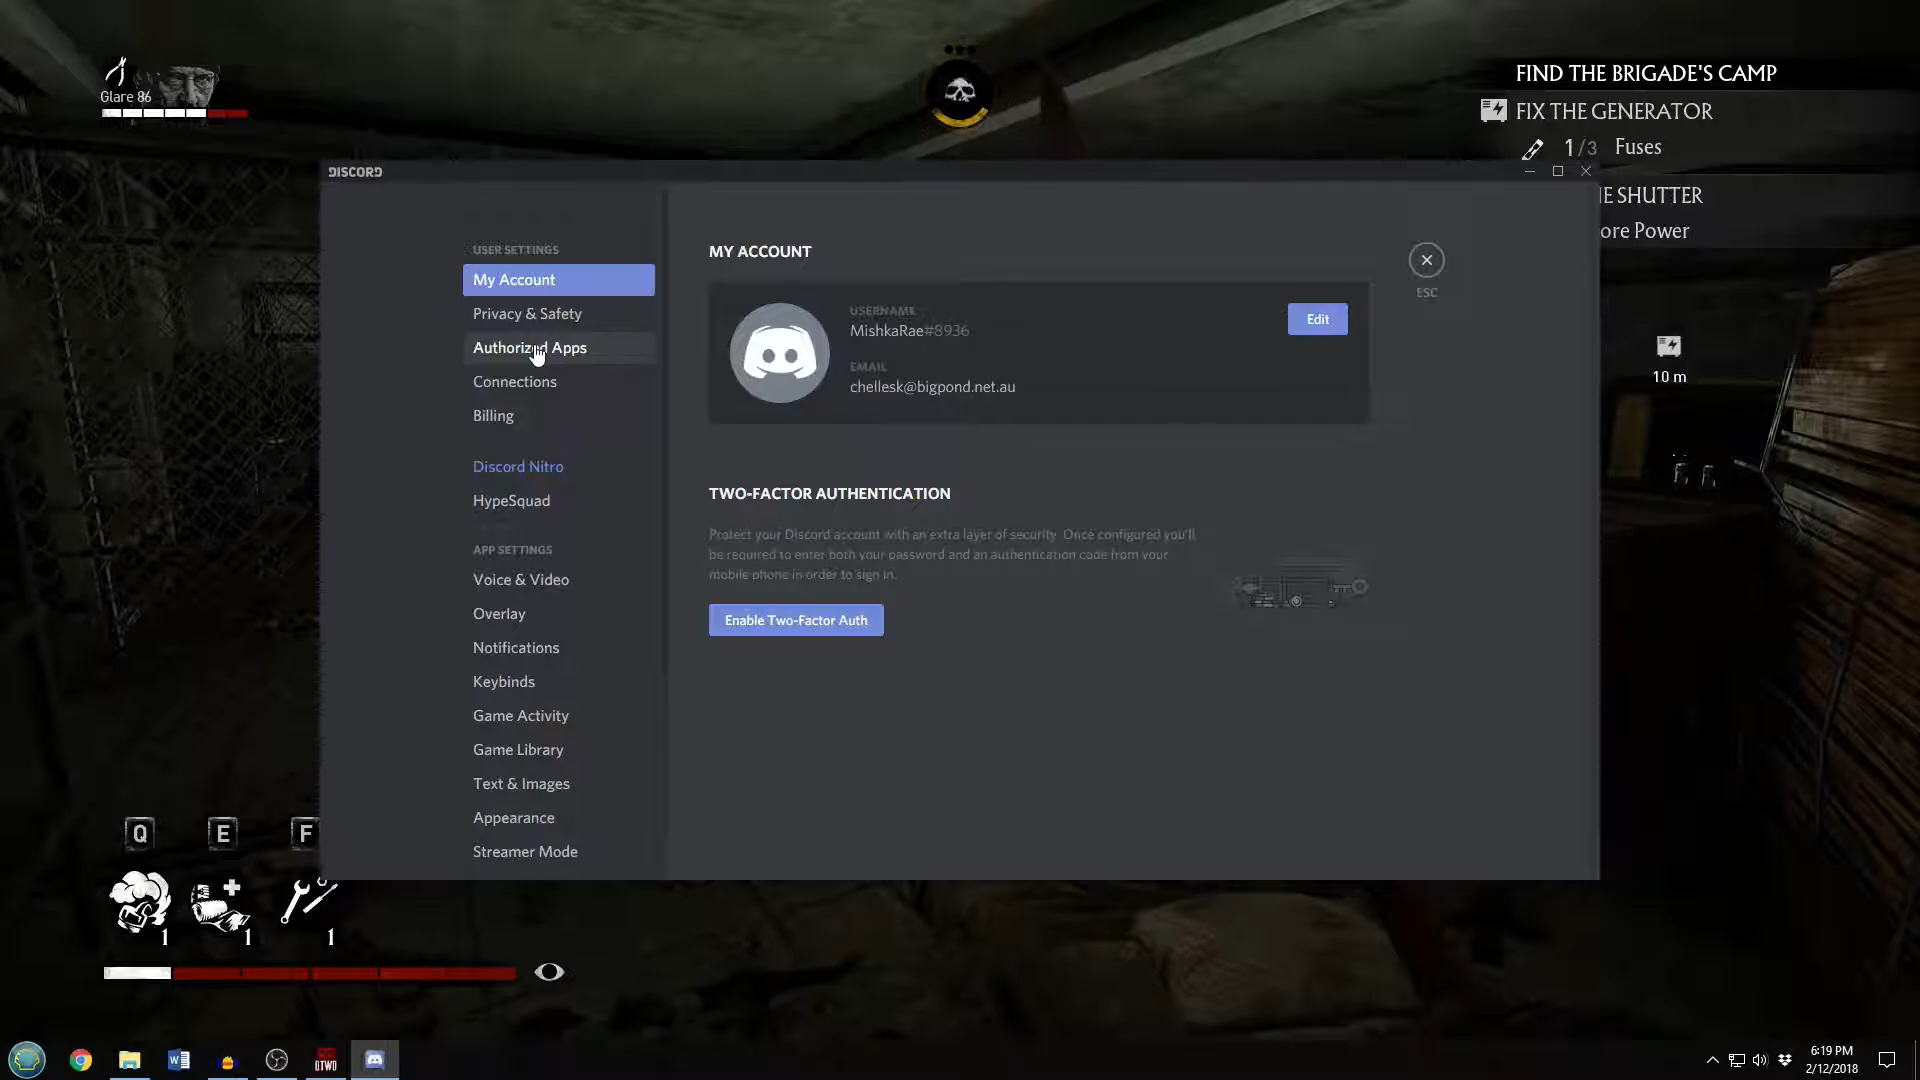 Glare 86
FIND THE BRIGADE'S CAMP
FIX THE GENERATOR
1/3 Fuses
E SHUTTER
ore Power
10 m
DISCORD
USER SETTINGS
My Account
Privacy & Safety
Authorized Apps
Connections
Billing
Discord Nitro
HypeSquad
APP SETTINGS
Voice & Video
Overlay
Notifications
Keybinds
Game Activity
Game Library
Text & Images
Appearance
Streamer Mode
MY ACCOUNT
USERNAME
MishkaRae#8936
EMAIL
chellesk@bigpond.net.au
Edit
ESC
TWO-FACTOR AUTHENTICATION
Protect your Discord account with an extra layer of security. Once configured you'll
be required to enter both your password and an authentication code from your
mobile phone in order to sign in.
Enable Two-Factor Auth
Q E F
1 1 1
OTWD
6:19 PM
2/12/2018